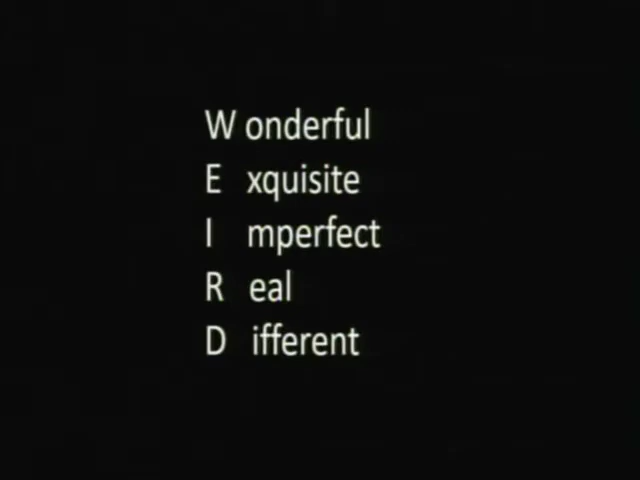 W onderful
E xquisite
I mperfect
R eal
D ifferent